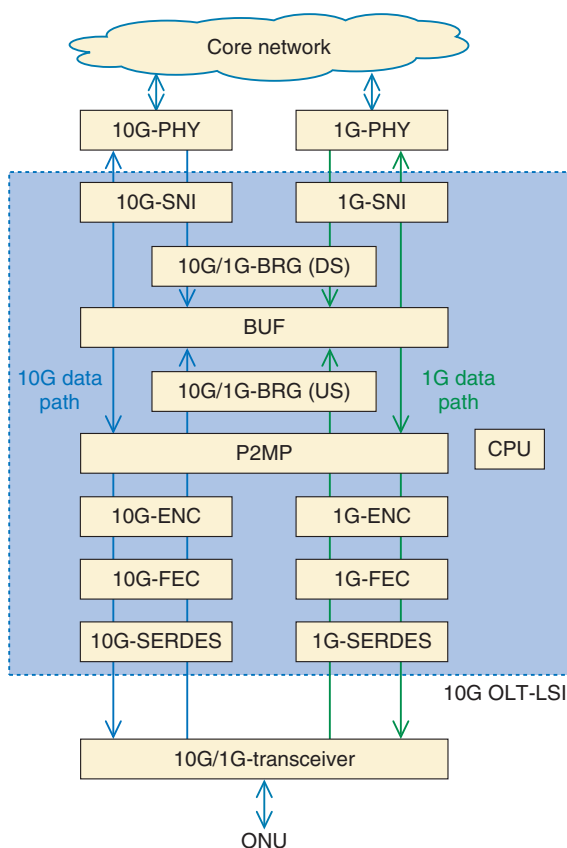 Core network
10G-PHY
1G-PHY
10G-SNI
1G-SNI
10G/1G-BRG (DS)
BUF
10G data
path
10G/1G-BRG (US)
1G data
path
P2MP
CPU
10G-ENC
1G-ENC
10G-FEC
1G-FEC
10G-SERDES
1G-SERDES
10G OLT-LSI
10G/1G-transceiver
ONU